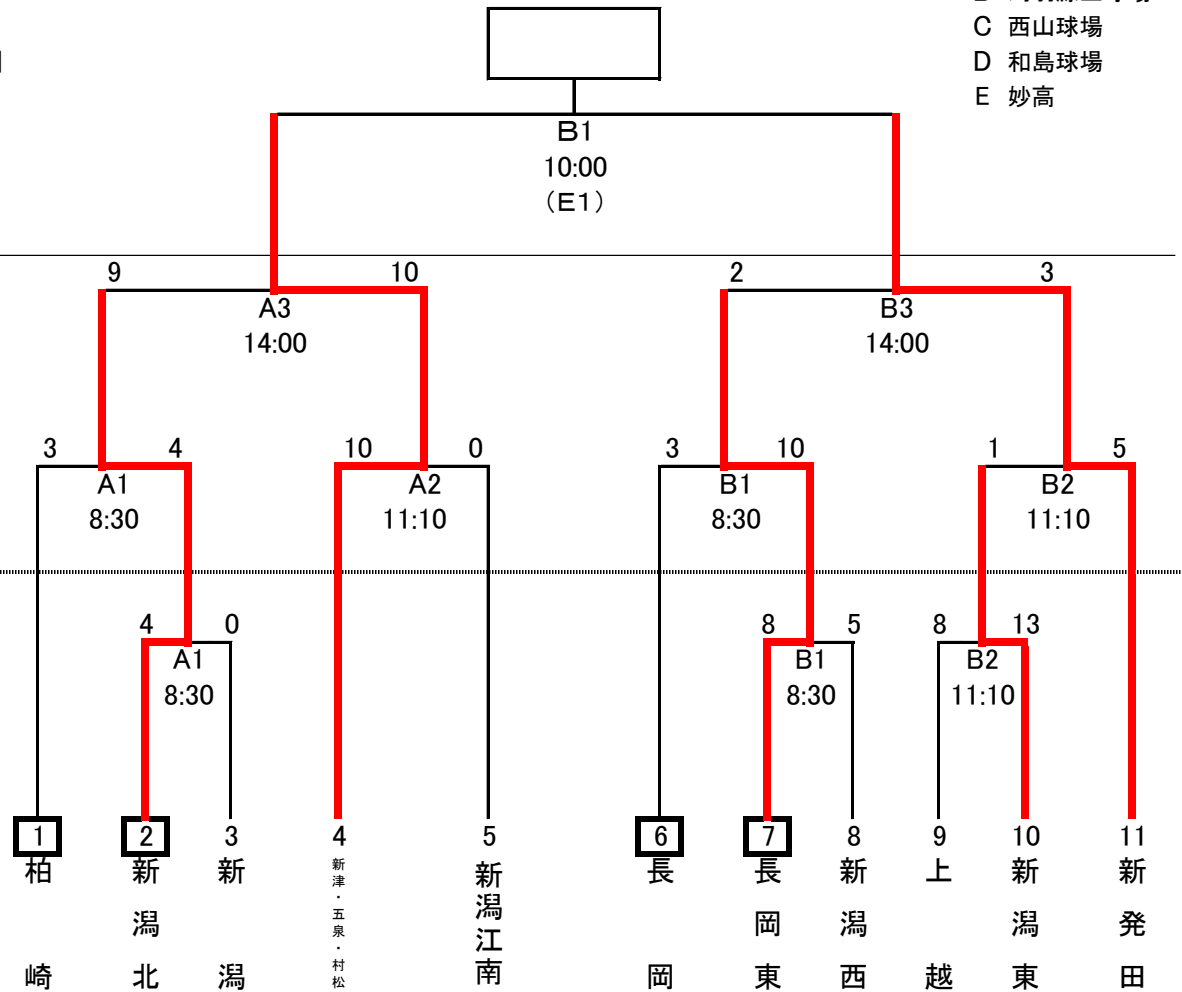 C 西山球場
D 和島球場
E 妙高
B1
10:00
（E1）
9 10 2 3
A3 B3
14:00 14:00
3 4 10 0 3 10 1 5
A1 A2 B1 B2
8:30 11:10 8:30 11:10
4 0 8 5 8 13
A1 B1 B2
8:30 8:30 11:10
1 2 3 4 5 6 7 8 9 10 11
柏崎
新潟北
新潟
新津・五泉・村松
新潟江南
長岡
長岡東
新潟西
上越
新潟東
新発田